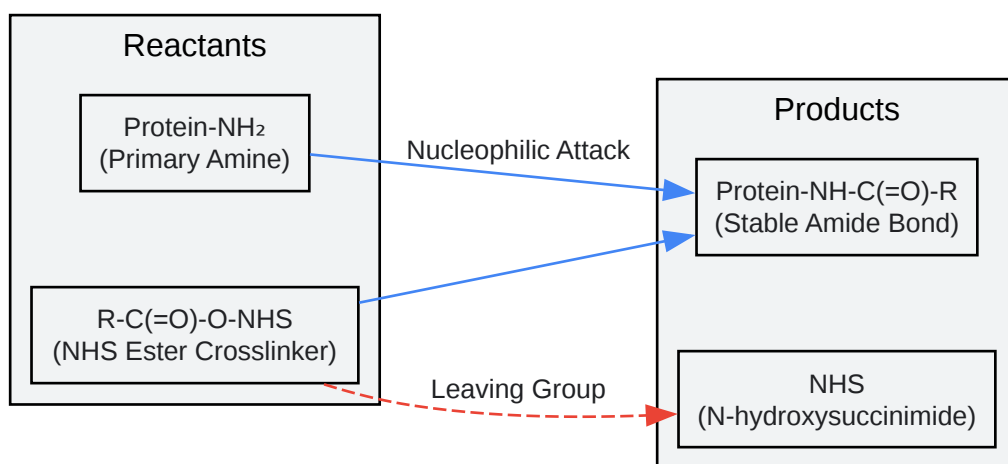 Reactants
Protein-NH₂
(Primary Amine)
R-C(=O)-O-NHS
(NHS Ester Crosslinker)
Nucleophilic Attack
Leaving Group
Products
Protein-NH-C(=O)-R
(Stable Amide Bond)
NHS
(N-hydroxysuccinimide)